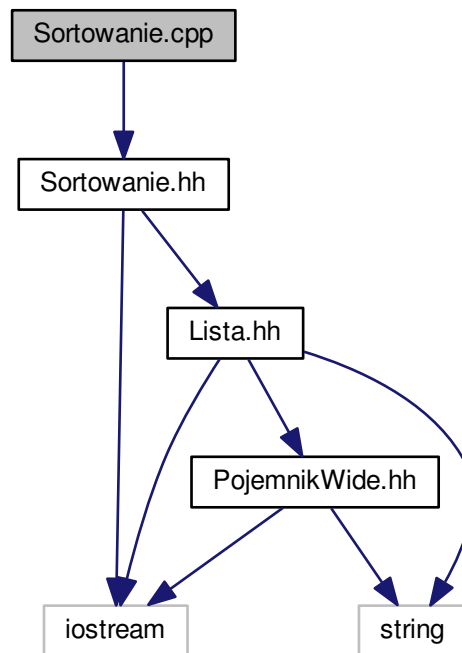 Sortowanie.cpp
Sortowanie.hh
Lista.hh
PojemnikWide.hh
iostream
string